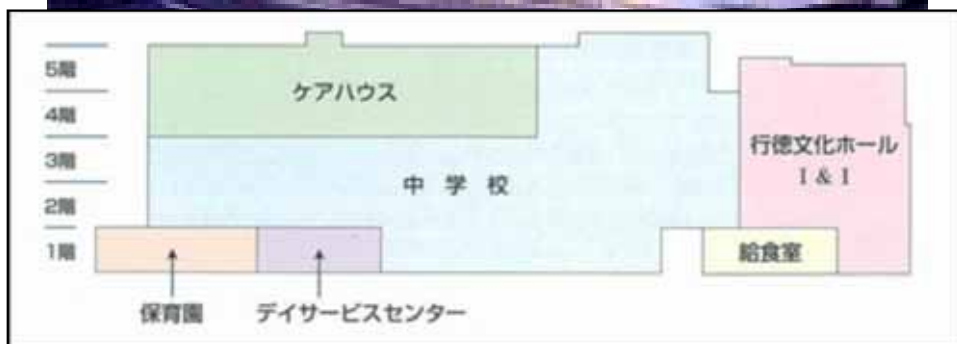 5階
4階
3階
2階
1階
ケアハウス
中学校
行徳文化ホール
I & I
給食室
保育園
デイサービスセンター